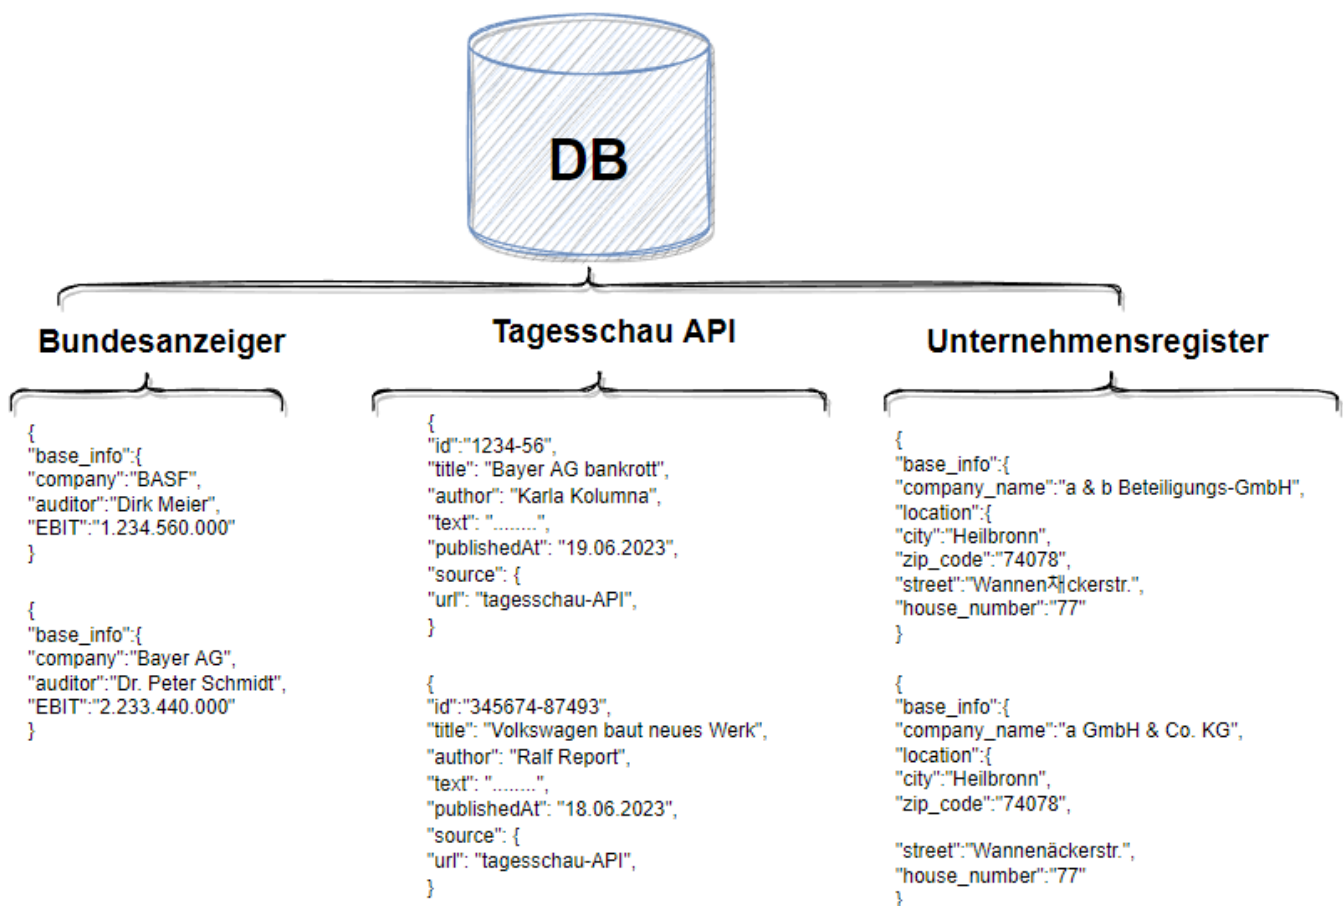 DB
Bundesanzeiger
{
"base_info":{
"company":"BASF",
"auditor":"Dirk Meier",
"EBIT":"1.234.560.000"
}
{
"base_info":{
"company":"Bayer AG",
"auditor":"Dr. Peter Schmidt",
"EBIT":"2.233.440.000"
}
Tagesschau API
{
"id":"1234-56",
"title": "Bayer AG bankrott",
"author": "Karla Kolumna",
"text": "........",
"publishedAt": "19.06.2023",
"source": {
"url": "tagesschau-API",
}
{
"id":"345674-87493",
"title": "Volkswagen baut neues Werk",
"author": "Ralf Report",
"text": "........",
"publishedAt": "18.06.2023",
"source": {
"url": "tagesschau-API",
}
Unternehmensregister
{
"base_info":{
"company_name":"a & b Beteiligungs-GmbH",
"location":{
"city":"Heilbronn",
"zip_code":"74078",
"street":"Wannen채ckerstr.",
"house_number":"77"
}
{
"base_info":{
"company_name":"a GmbH & Co. KG",
"location":{
"city":"Heilbronn",
"zip_code":"74078",
"street":"Wannenäckerstr.",
"house_number":"77"
}